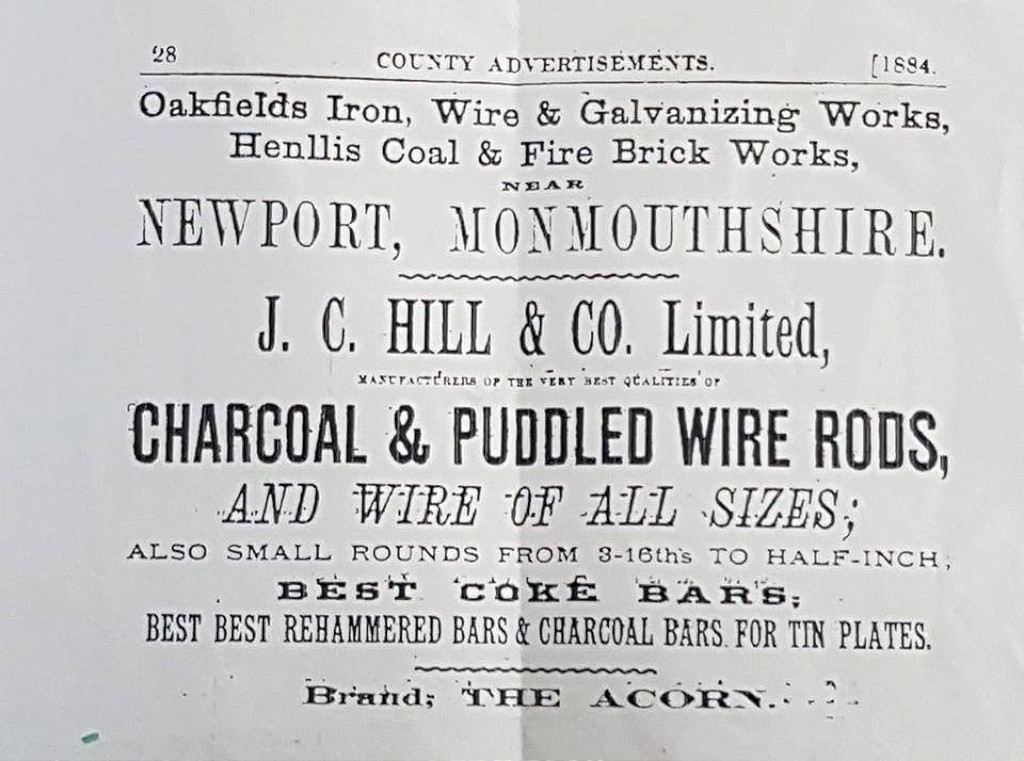 28 COUNTY ADVERTISEMENTS. [1884.
Oakfields Iron, Wire & Galvanizing Works,
Henllis Coal & Fire Brick Works,
NEAR
NEWPORT, MONMOUTHSHIRE.
J. C. HILL & CO. Limited,
MANUFACTURERS OF THE VERY BEST QUALITIES OF
CHARCOAL & PUDDLED WIRE RODS,
AND WIRE OF ALL SIZES;
ALSO SMALL ROUNDS FROM 3-16ths TO HALF-INCH;
BEST COKE BARS;
BEST BEST REHAMMERED BARS & CHARCOAL BARS FOR TIN PLATES.
Brand; THE ACORN.